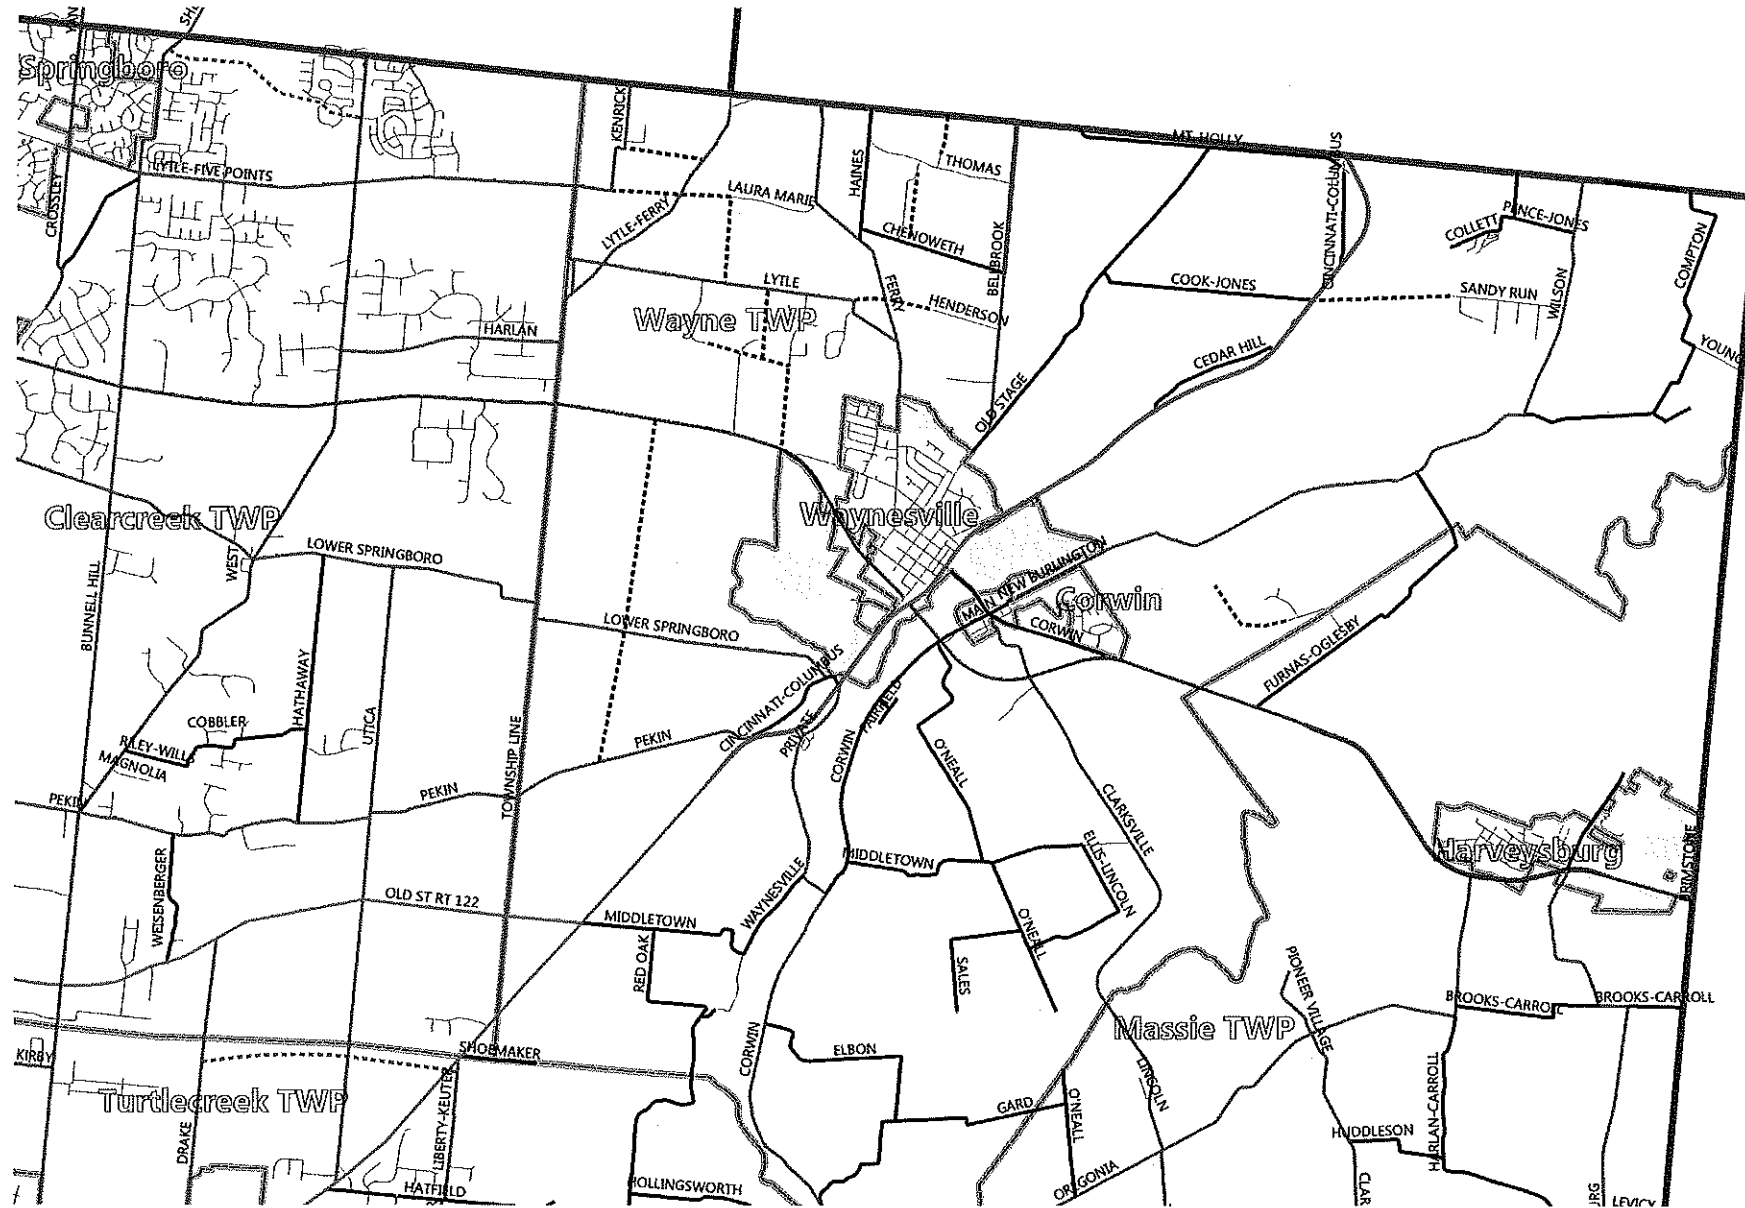 Springboro
KENRICK
MT. HOLLY
CINCINNATI-COLUMBUS
THOMAS
LYTLE-FIVE POINTS
HAINES
LAURA MARIE
CROSSLEY
LYTLE-FERRY
CHENOWETH
BELLBROOK
COLLETT
PENCE-JONES
COMPTON
LYTLE
FERRY
HENDERSON
COOK-JONES
SANDY RUN
WILSON
Wayne TWP
HARLAN
CEDAR HILL
YOUNG
OLD STAGE
Clearcreek TWP
Waynesville
WEST
LOWER SPRINGBORO
MAIN
NEW BURLINGTON
Corwin
BUNNELL HILL
LOWER SPRINGBORO
CORWIN
FURNAS-OGLESBY
HATHAWAY
UTICA
CINCINNATI-COLUMBUS
PRIVATE
FAIRFIELD
COBBLER
RILEY-WILLS
MAGNOLIA
PEKIN
CORWIN
O'NEALL
PEKIN
PEKIN
TOWNSHIP LINE
CLARKSVILLE
WEISENBERGER
MIDDLETOWN
ELLIS-LINCOLN
Harveysburg
BRIMSTONE
OLD ST RT 122
MIDDLETOWN
WAYNESVILLE
O'NEALL
RED OAK
SALES
PIONEER VILLAGE
BROOKS-CARROLL
BROOKS-CARROLL
Massie TWP
KIRBY
SHOEMAKER
CORWIN
ELBON
Turtlecreek TWP
LIBERTY-KEUTER
GARD
O'NEALL
LINCOLN
HUDDLESON
HARLAN-CARROLL
DRAKE
HATFIELD
HOLLINGSWORTH
OREGONIA
CLAR
URG
LEVICY